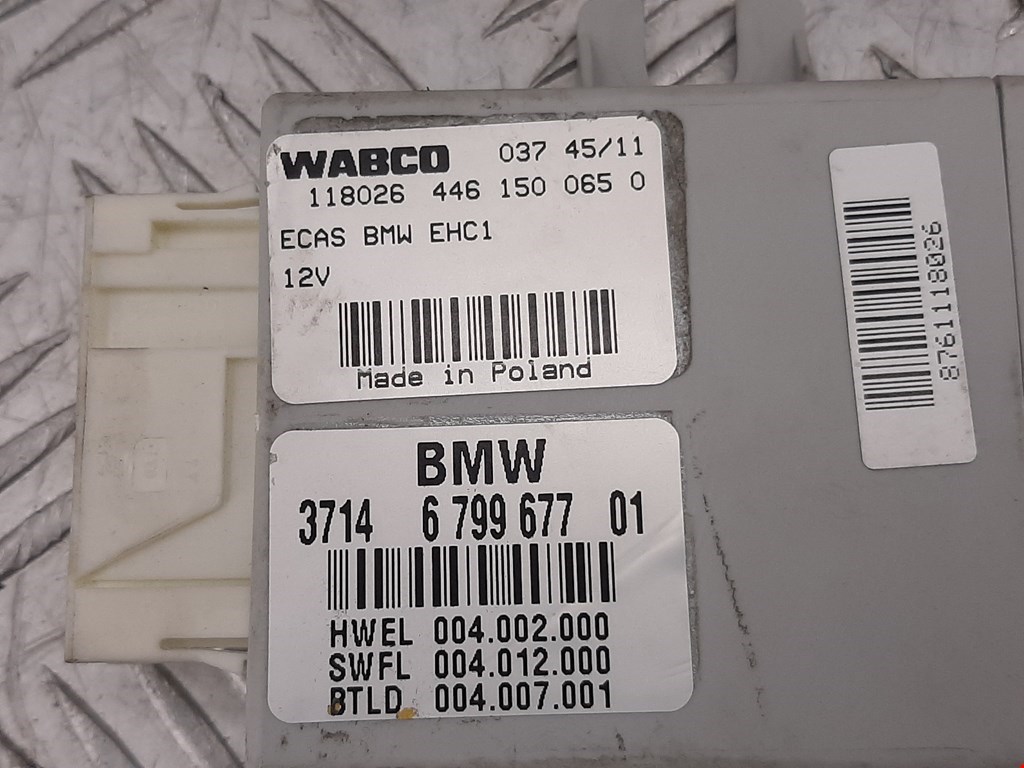 WABCO 037 45/11
118026 446 150 065 0
ECAS BMW EHC1
12V
Made in Poland
BMW
3714 6 799 677 01
HWEL 004.002.000
SWFL 004.012.000
BTLD 004.007.001
8761118026